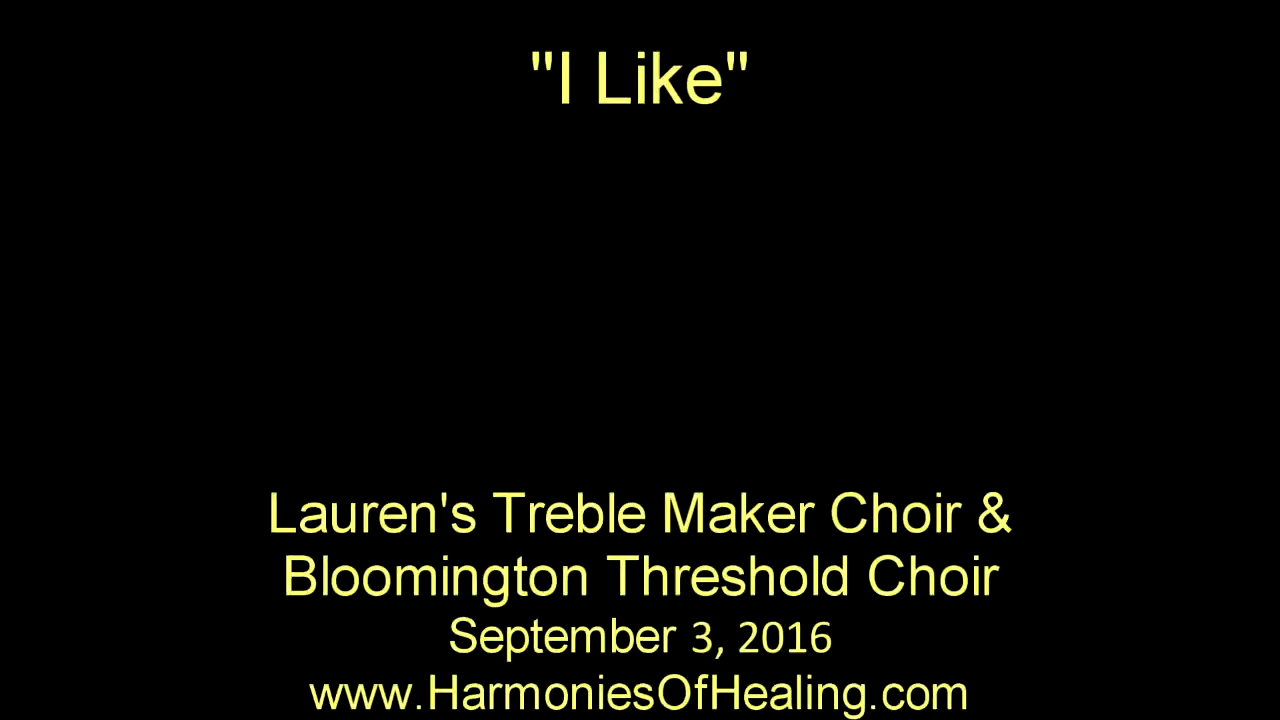 "I Like"
Lauren's Treble Maker Choir &
Bloomington Threshold Choir
September 3, 2016
www.HarmoniesOfHealing.com